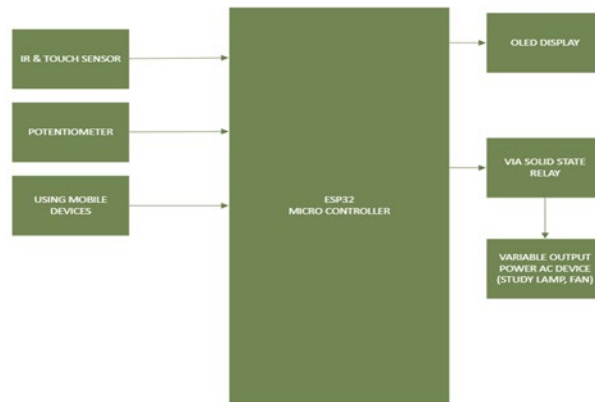 IR & TOUCH SENSOR
POTENTIOMETER
USING MOBILE
DEVICES
ESP32
MICRO CONTROLLER
OLED DISPLAY
VIA SOLID STATE
RELAY
VARIABLE OUTPUT
POWER AC DEVICE
(STUDY LAMP, FAN)